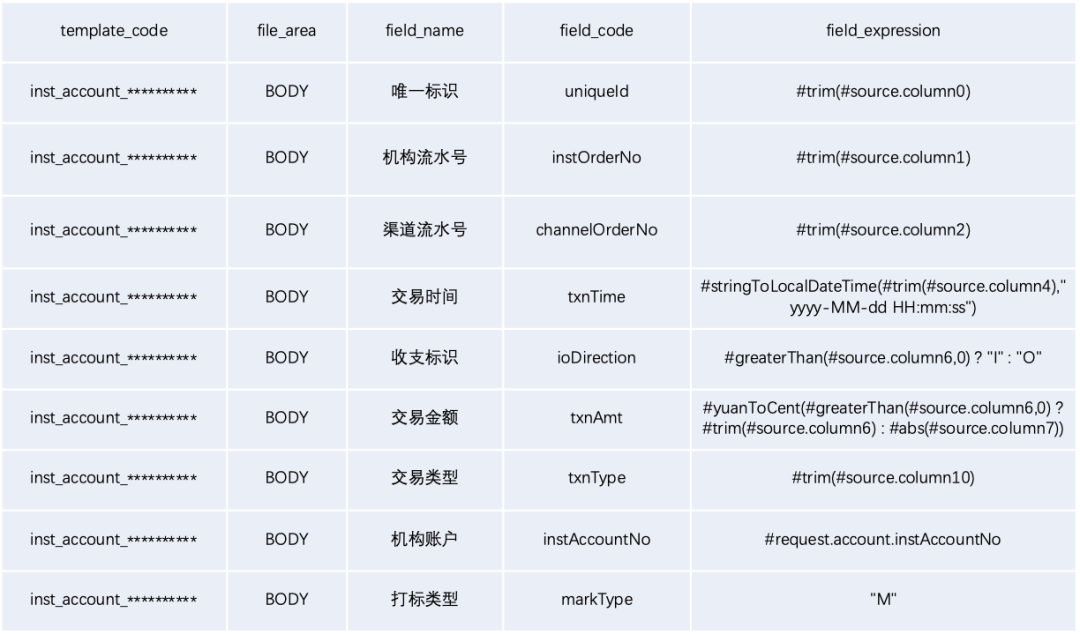 template_code file_area field_name field_code field_expression
inst_account_********** BODY 唯一标识 uniqueId #trim(#source.column0)
inst_account_********** BODY 机构流水号 instOrderNo #trim(#source.column1)
inst_account_********** BODY 渠道流水号 channelOrderNo #trim(#source.column2)
inst_account_********** BODY 交易时间 txnTime #stringToLocalDateTime(#trim(#source.column4),"
yyyy-MM-dd HH:mm:ss")
inst_account_********** BODY 收支标识 ioDirection #greaterThan(#source.column6,0) ? "I" : "O"
inst_account_********** BODY 交易金额 txnAmt #yuanToCent(#greaterThan(#source.column6,0) ?
#trim(#source.column6) : #abs(#source.column7))
inst_account_********** BODY 交易类型 txnType #trim(#source.column10)
inst_account_********** BODY 机构账户 instAccountNo #request.account.instAccountNo
inst_account_********** BODY 打标类型 markType "M"